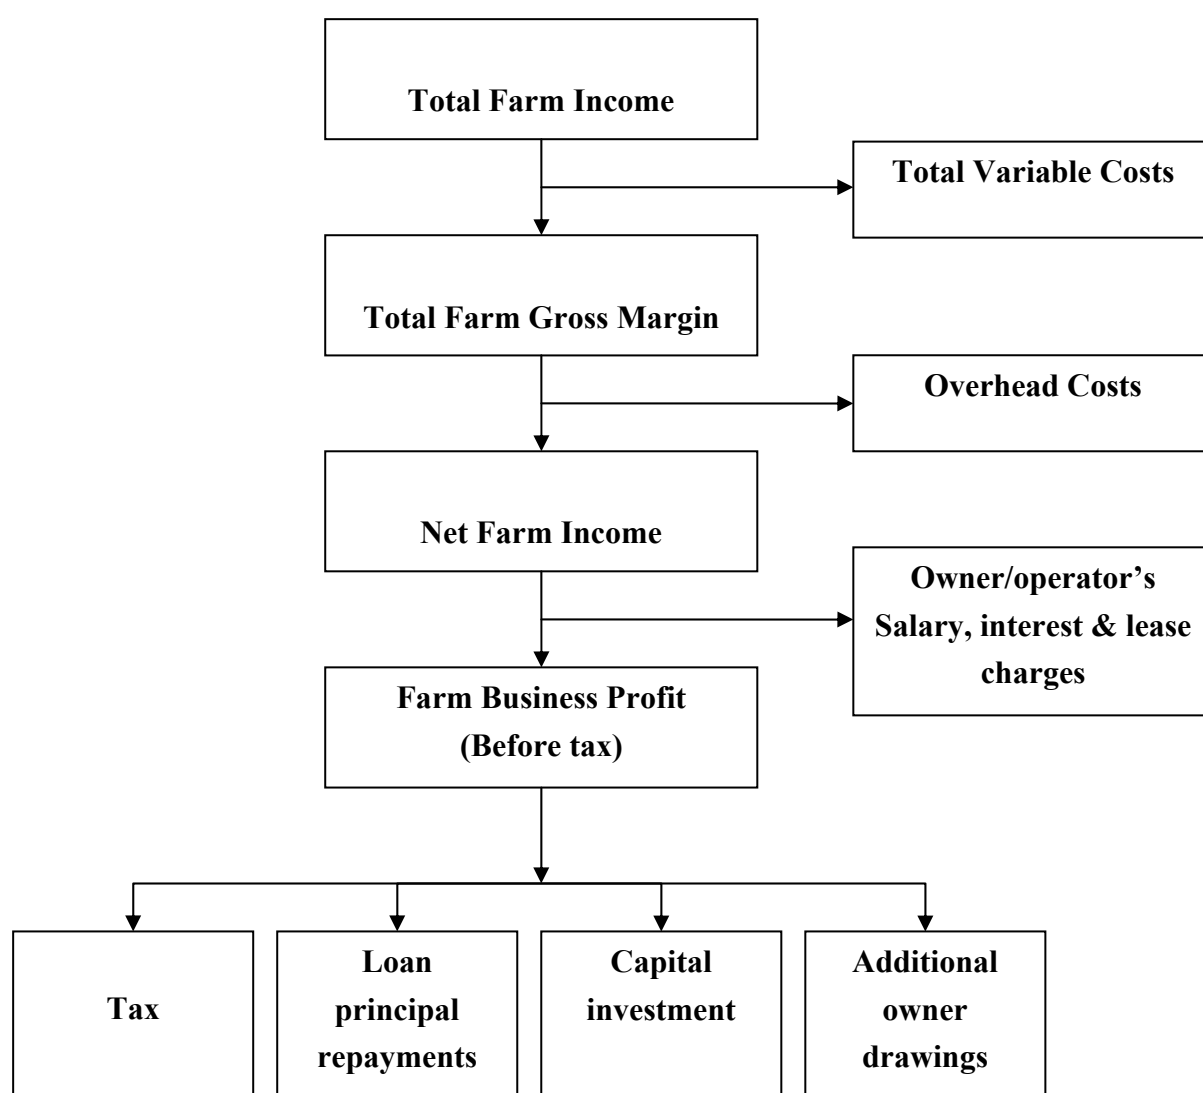 Total Farm Income
Total Variable Costs
Total Farm Gross Margin
Overhead Costs
Net Farm Income
Owner/operator’s
Salary, interest & lease
charges
Farm Business Profit
(Before tax)
Tax
Loan
principal
repayments
Capital
investment
Additional
owner
drawings